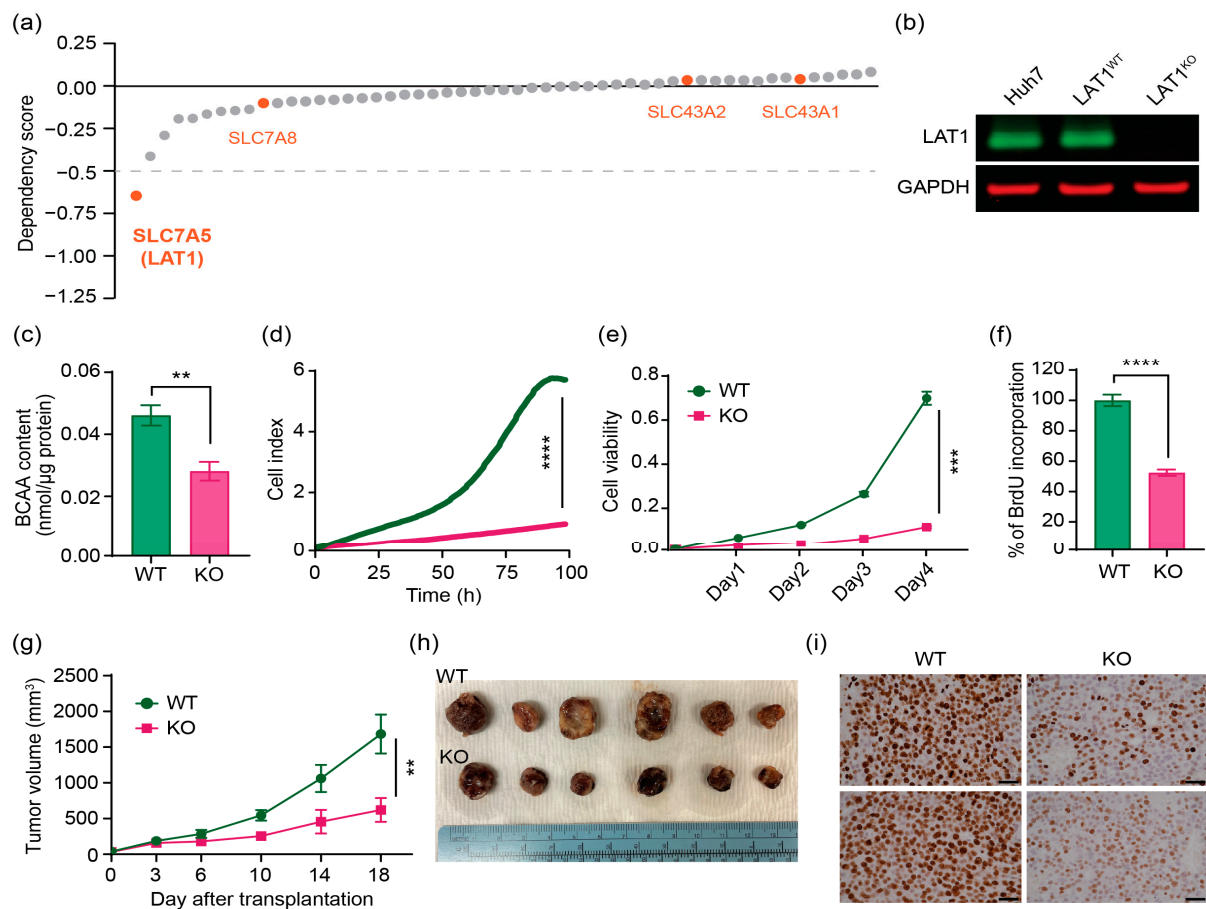 (a)
0.25
0.00
−0.25
−0.5
−0.75
−1.00
−1.25
Dependency score
SLC7A8
SLC43A2
SLC43A1
SLC7A5
(LAT1)
(b)
Huh7
LAT1WT
LAT1KO
LAT1
GAPDH
(c)
0.06
0.04
0.02
0.00
BCAA content
(nmol/µg protein)
**
WT
KO
(d)
6
4
2
0
Cell index
****
0
25
50
75
100
Time (h)
(e)
0.8
0.6
0.4
0.2
0.0
Cell viability
WT
KO
***
Day1
Day2
Day3
Day4
(f)
120
100
80
60
40
20
0
% of BrdU incorporation
****
WT
KO
(g)
2500
2000
1500
1000
500
0
Tumor volume (mm3)
WT
KO
**
0
3
6
10
14
18
Day after transplantation
(h)
WT
KO
(i)
WT
KO